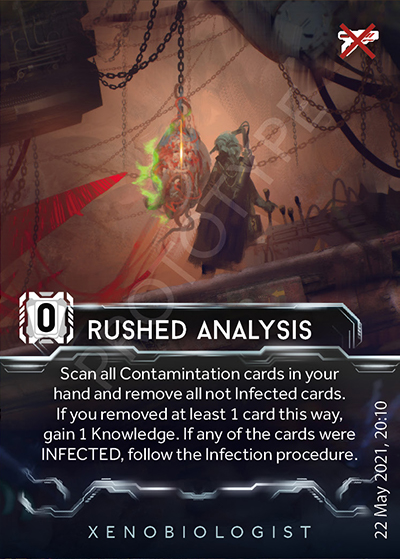 PROTOTYPE
0
RUSHED ANALYSIS
Scan all Contamintation cards in your
hand and remove all not Infected cards.
If you removed at least 1 card this way,
gain 1 Knowledge. If any of the cards were
INFECTED, follow the Infection procedure.
22 May 2021, 20:10
XENOBIOLOGIST